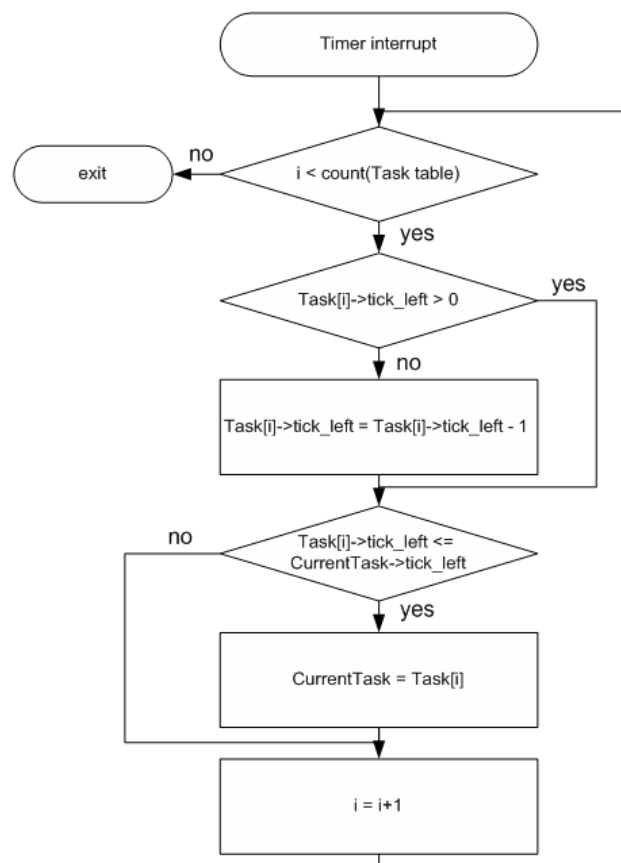 Timer interrupt
no
exit
i < count(Task table)
yes
Task[i]->tick_left > 0
yes
no
Task[i]->tick_left = Task[i]->tick_left - 1
no
Task[i]->tick_left <=
CurrentTask->tick_left
yes
CurrentTask = Task[i]
i = i+1